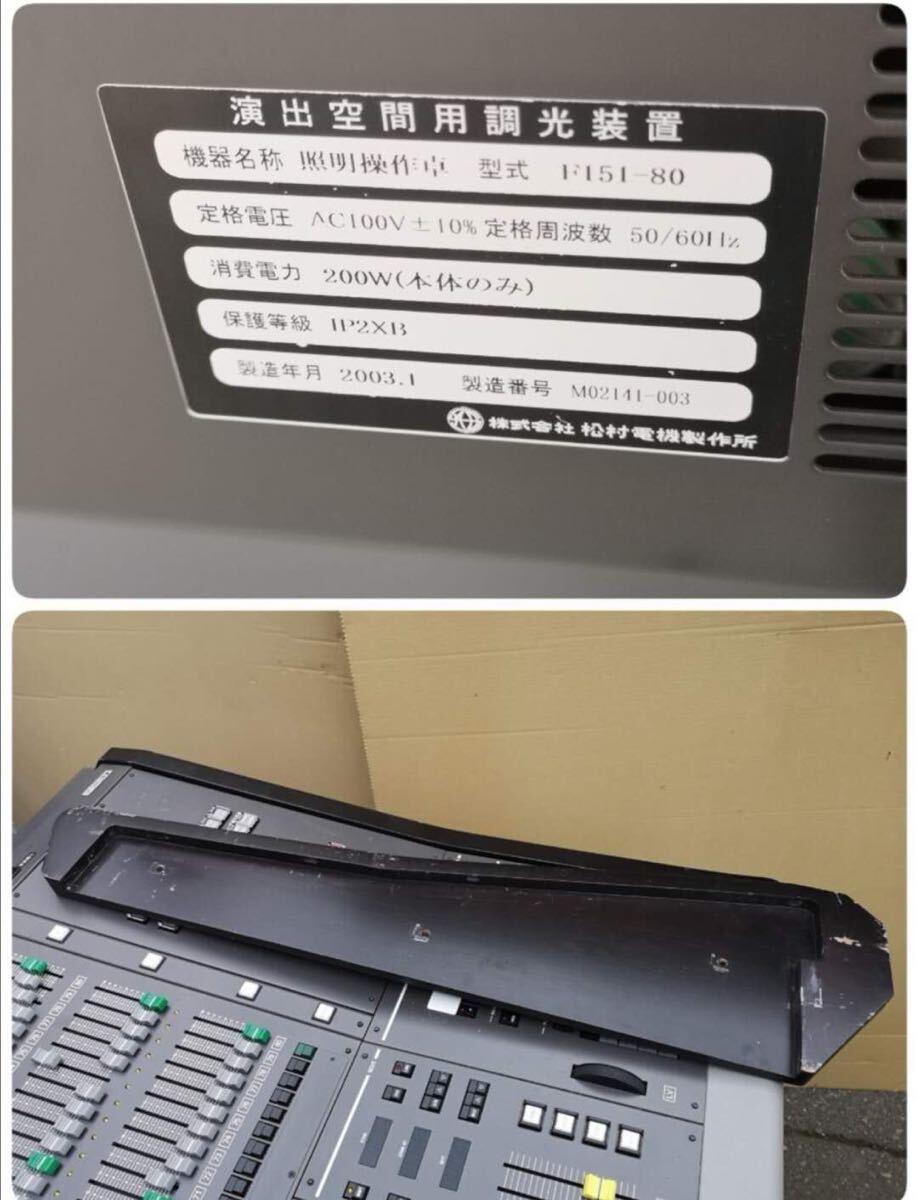 演出空間用調光装置
機器名称 照明操作卓 型式 F151-80
定格電圧 AC100V±10% 定格周波数 50/60Hz
消費電力 200W(本体のみ)
保護等級 IP2XB
製造年月 2003.1 製造番号 M02141-003
株式会社 松村電機製作所